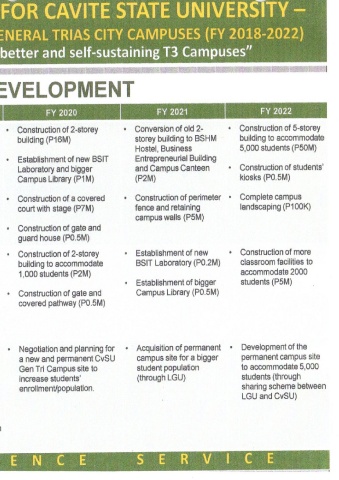 FOR CAVITE STATE UNIVERSITY –
ENERAL TRIAS CITY CAMPUSES (FY 2018-2022)
better and self-sustaining T3 Campuses"
EVELOPMENT
FY 2020
• Construction of 2-storey
building (P16M)
• Establishment of new BSIT
Laboratory and bigger
Campus Library (P1M)
• Construction of a covered
court with stage (P7M)
• Construction of gate and
guard house (P0.5M)
• Construction of 2-storey
building to accommodate
1,000 students (P2M)
• Construction of gate and
covered pathway (P0.5M)
• Negotiation and planning for
a new and permanent CvSU
Gen Tri Campus site to
increase students'
enrollment/population.
FY 2021
• Conversion of old 2-
storey building to BSHM
Hostel, Business
Entrepreneurial Building
and Campus Canteen
(P2M)
• Construction of perimeter
fence and retaining
campus walls (P5M)
• Establishment of new
BSIT Laboratory (P0.2M)
• Establishment of bigger
Campus Library (P0.5M)
• Acquisition of permanent
campus site for a bigger
student population
(through LGU)
FY 2022
• Construction of 5-storey
building to accommodate
5,000 students (P50M)
• Construction of students'
kiosks (P0.5M)
• Complete campus
landscaping (P100K)
• Construction of more
classroom facilities to
accommodate 2000
students (P5M)
• Development of the
permanent campus site
to accommodate 5,000
students (through
sharing scheme between
LGU and CvSU)
E N C E S E R V I C E